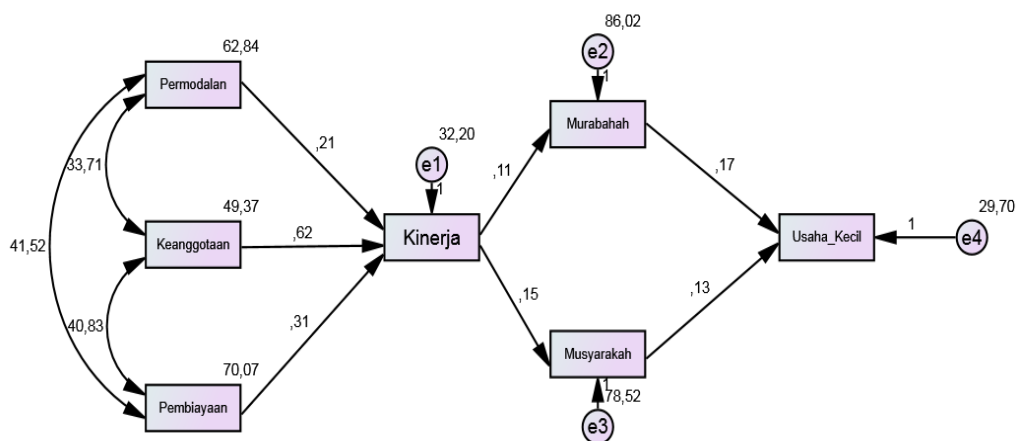 62,84
Permodalan
33,71
,21
49,37
Keanggotaan
,62
41,52
40,83
,31
70,07
Pembiayaan
32,20
e1
1
Kinerja
,11
,15
86,02
e2
1
Murabahah
,17
Musyarakah
,13
1
78,52
e3
Usaha_Kecil
1
29,70
e4